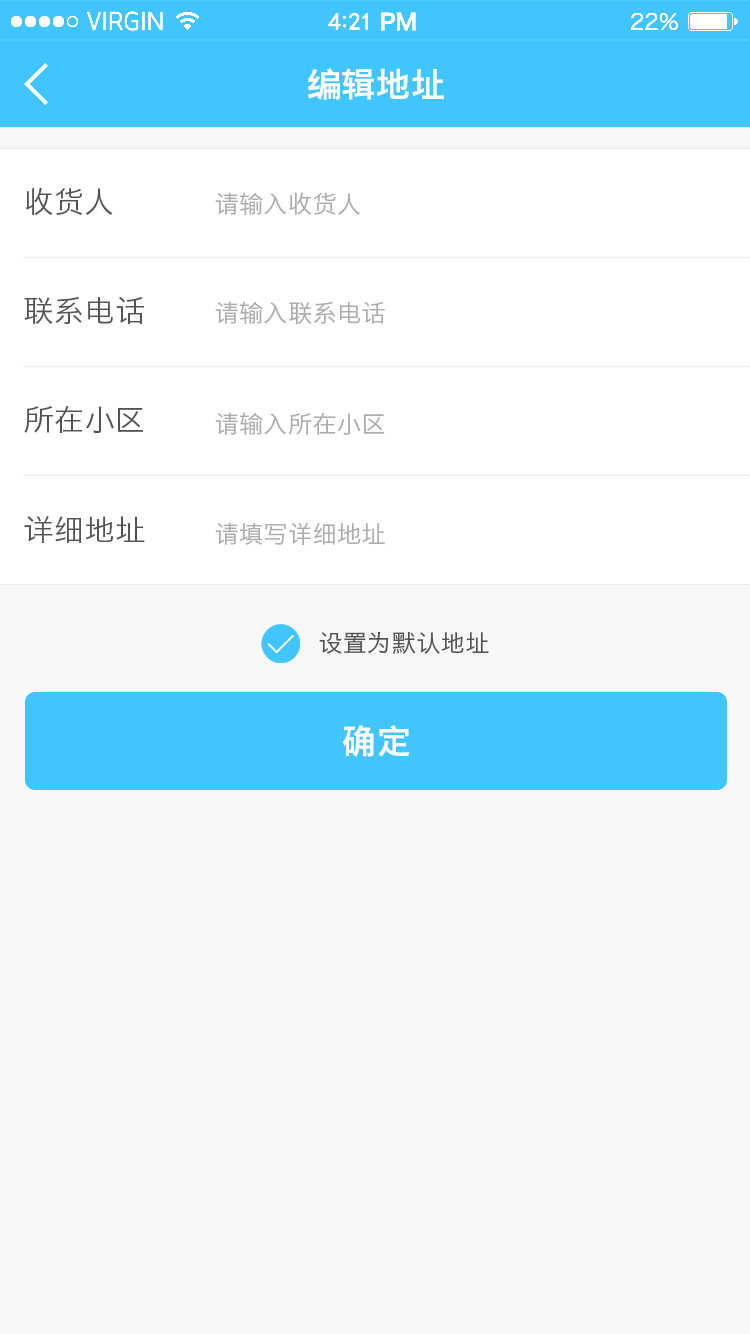 VIRGIN 4:21 PM 22%
编辑地址
收货人 请输入收货人
联系电话 请输入联系电话
所在小区 请输入所在小区
详细地址 请填写详细地址
设置为默认地址
确定